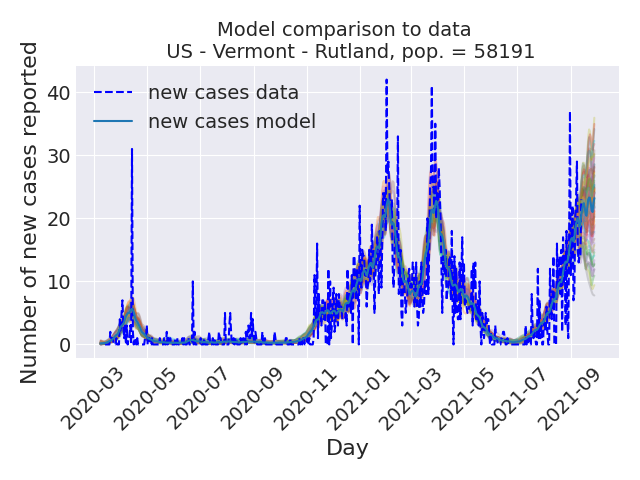 Model comparison to data
US - Vermont - Rutland, pop. = 58191
Number of new cases reported
40
30
20
10
0
new cases data
new cases model
2020-03
2020-05
2020-07
2020-09
2020-11
2021-01
2021-03
2021-05
2021-07
2021-09
Day